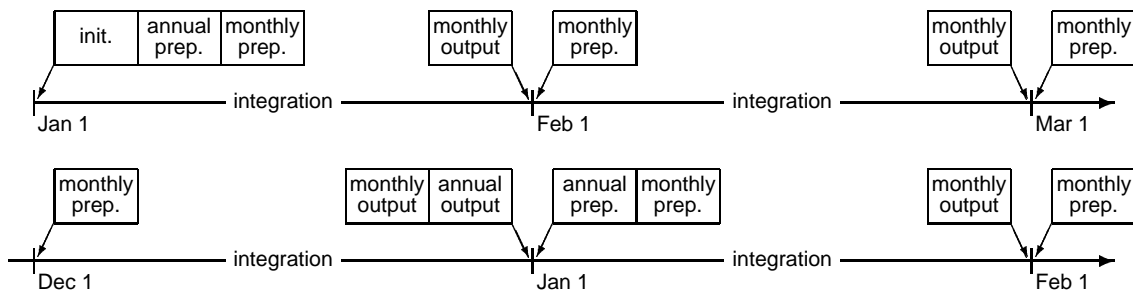 init.
annual
prep.
monthly
prep.
monthly
output
monthly
prep.
monthly
output
monthly
prep.
integration
integration
Jan 1
Feb 1
Mar 1
monthly
prep.
monthly
output
annual
output
annual
prep.
monthly
prep.
monthly
output
monthly
prep.
integration
integration
Dec 1
Jan 1
Feb 1